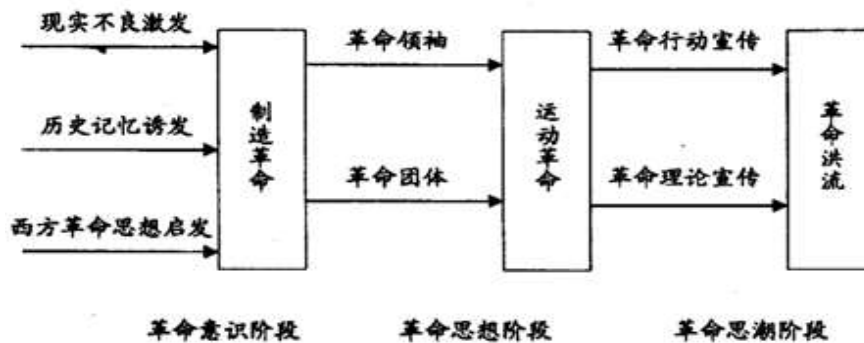 现实不良激发
历史记忆诱发
西方革命思想启发
制造革命
革命领袖
革命团体
运动革命
革命行动宣传
革命理论宣传
革命洪流
革命意识阶段
革命思想阶段
革命思潮阶段